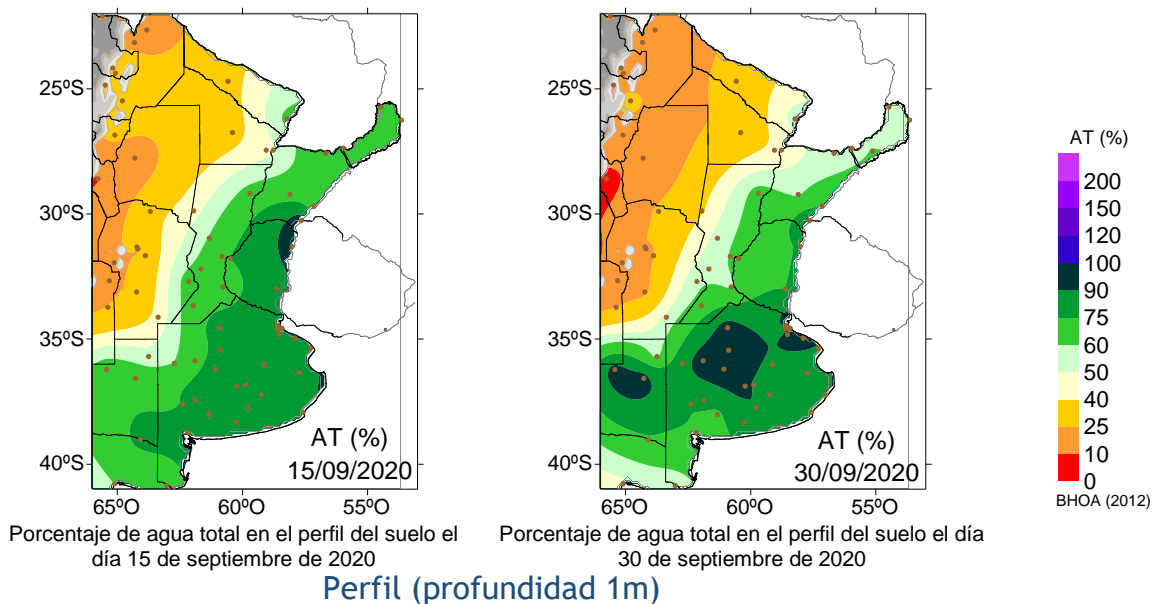 25ºS
30ºS
35ºS
40ºS
65ºO
60ºO
55ºO
AT (%)
15/09/2020
Porcentaje de agua total en el perfil del suelo el
día 15 de septiembre de 2020
25ºS
30ºS
35ºS
40ºS
65ºO
60ºO
55ºO
AT (%)
30/09/2020
Porcentaje de agua total en el perfil del suelo el día
30 de septiembre de 2020
AT (%)
200
150
120
100
90
75
60
50
40
25
10
0
BHOA (2012)
Perfil (profundidad 1m)